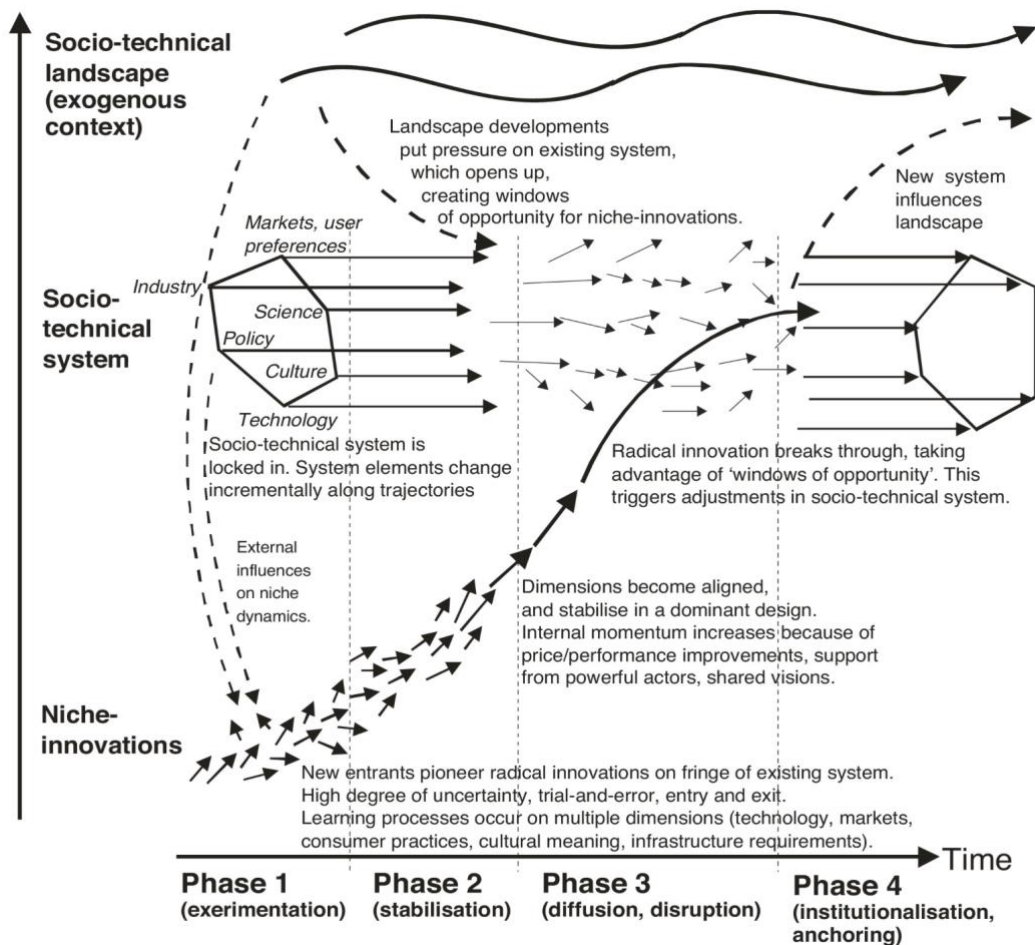 Socio-technical
landscape
(exogenous
context)
Landscape developments
put pressure on existing system,
which opens up,
creating windows
of opportunity for niche-innovations.
New system
influences
landscape
Markets, user
preferences
Industry
Science
Policy
Culture
Technology
Socio-
technical
system
Socio-technical system is
locked in. System elements change
incrementally along trajectories
Radical innovation breaks through, taking
advantage of ‘windows of opportunity’. This
triggers adjustments in socio-technical system.
External
influences
on niche
dynamics.
Dimensions become aligned,
and stabilise in a dominant design.
Internal momentum increases because of
price/performance improvements, support
from powerful actors, shared visions.
Niche-
innovations
New entrants pioneer radical innovations on fringe of existing system.
High degree of uncertainty, trial-and-error, entry and exit.
Learning processes occur on multiple dimensions (technology, markets,
consumer practices, cultural meaning, infrastructure requirements).
Time
Phase 1
(exerimentation)
Phase 2
(stabilisation)
Phase 3
(diffusion, disruption)
Phase 4
(institutionalisation,
anchoring)